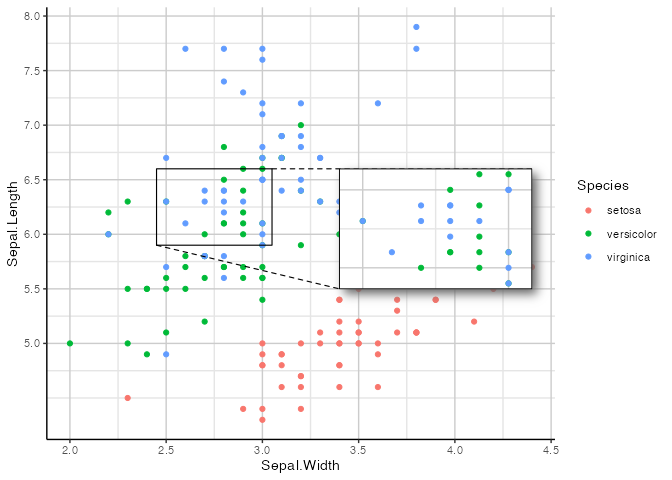 8.0
7.5
7.0
6.5
6.0
5.5
5.0
Sepal.Length
2.0 2.5 3.0 3.5 4.0 4.5
Sepal.Width
Species
setosa
versicolor
virginica